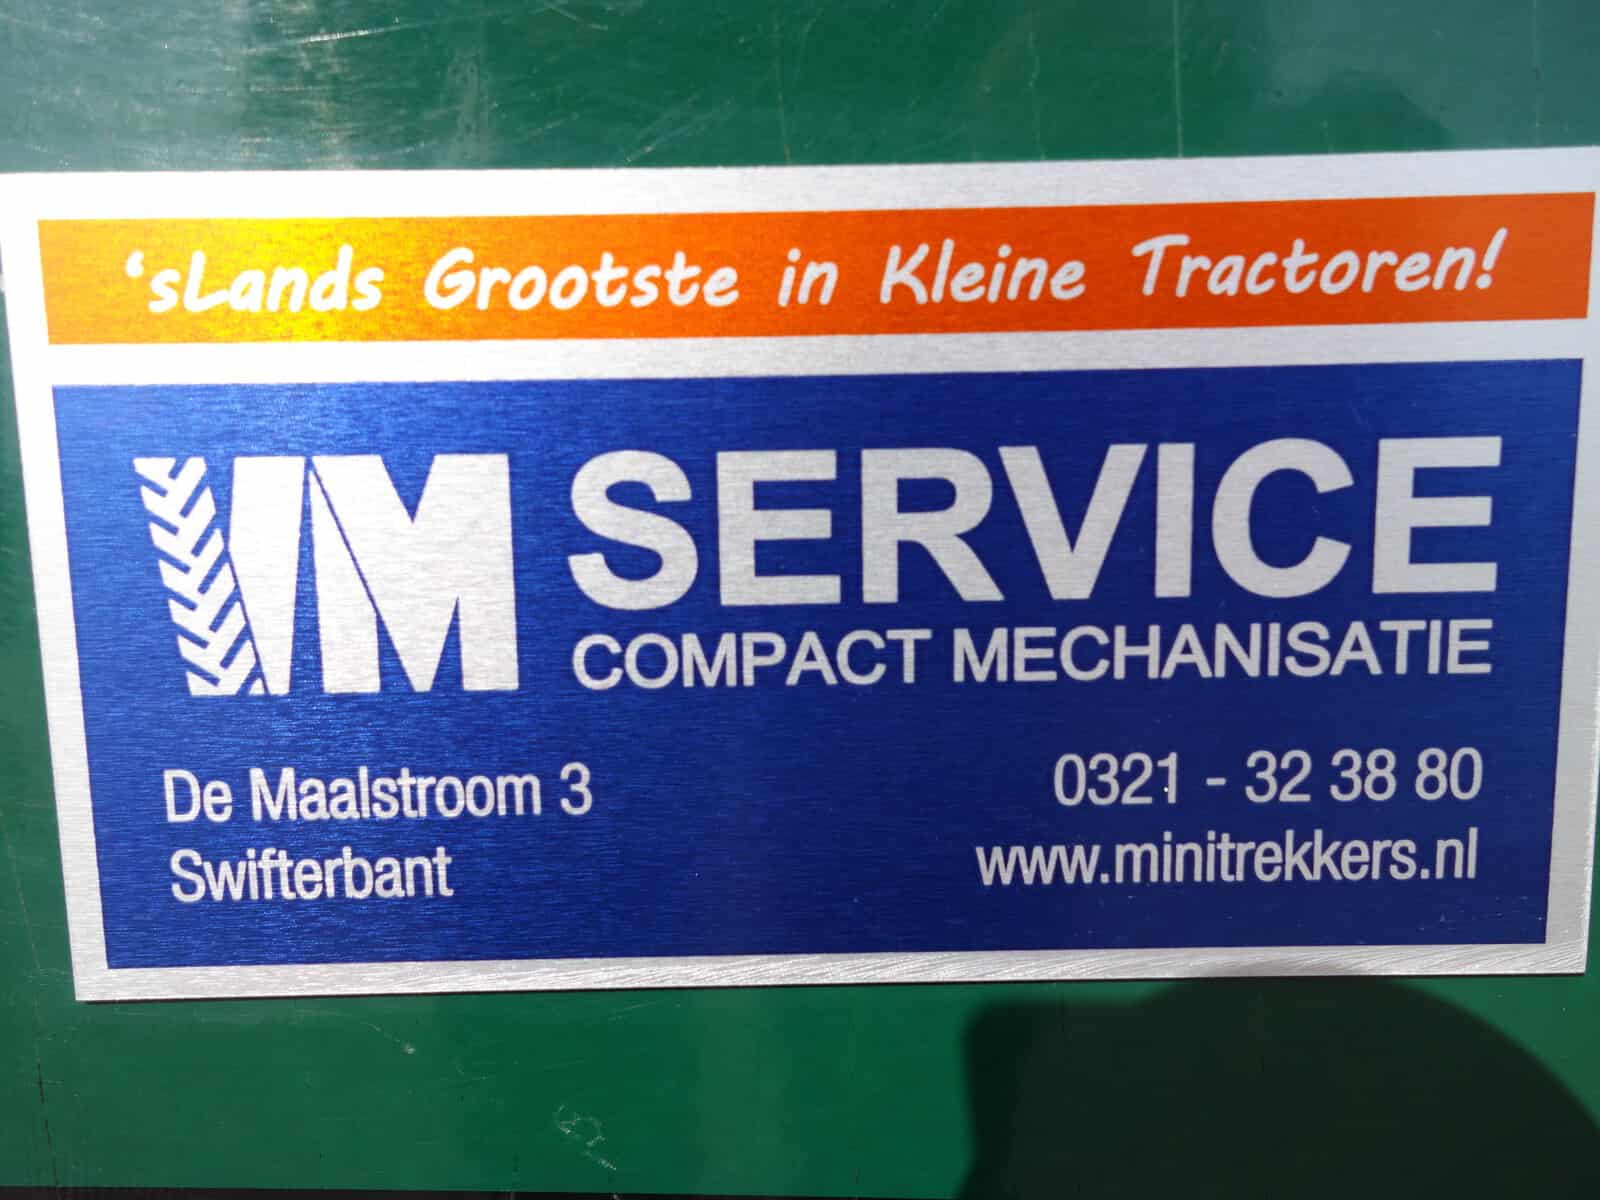 ‘sLands Grootste in Kleine Tractoren!
VM SERVICE
COMPACT MECHANISATIE
De Maalstroom 3
0321 - 32 38 80
Swifterbant
www.minitrekkers.nl